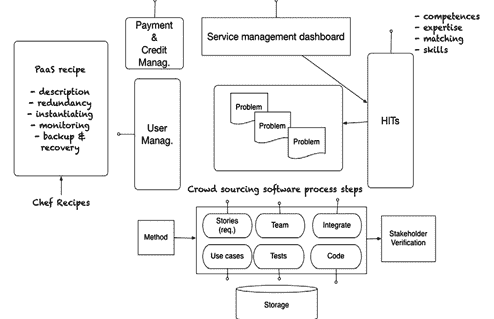 Payment
&
Credit
Manag.
Service management dashboard
- competences
- expertise
- matching
- skills
PaaS recipe
- description
- redundancy
- instantiating
- monitoring
- backup &
recovery
Chef Recipes
User
Manag.
Problem
Problem
Problem
HITs
Crowd sourcing software process steps
Method
Stories
(req.)
Team
Integrate
Use cases
Tests
Code
Stakeholder
Verification
Storage